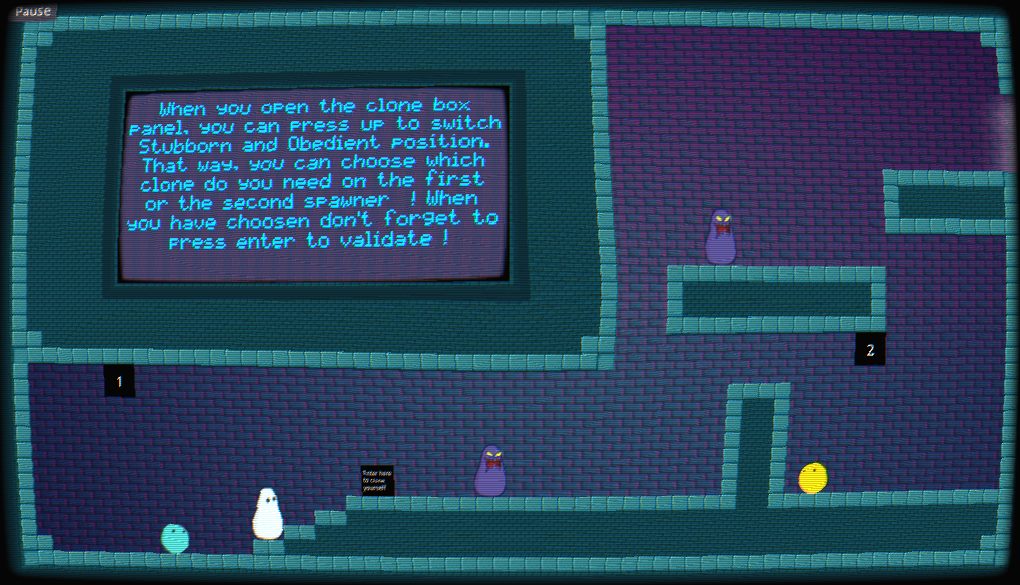 Pause
When you open the clone box
panel, you can press up to switch
Stubborn and Obedient position.
That way, you can choose which
clone do you need on the first
or the second spawner ! When
you have choosen don't forget to
press enter to validate !
2
1
Enter here
to clone
yourself